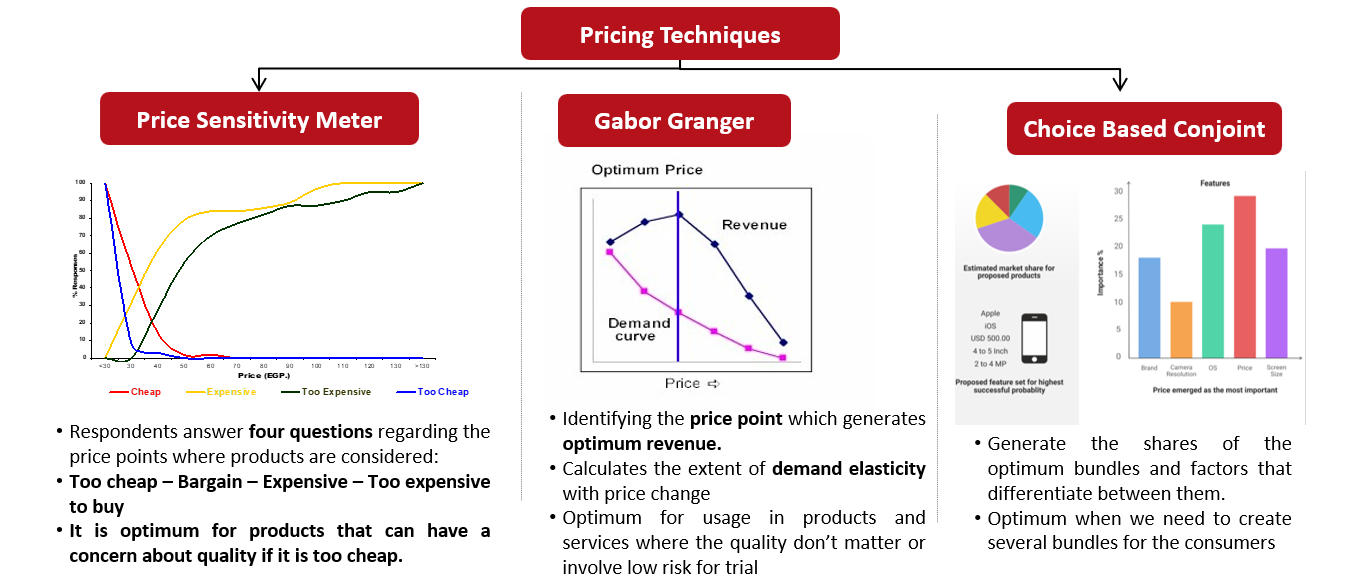 Pricing Techniques
Price Sensitivity Meter
100
90
80
70
60
50
40
30
20
10
0
% Responses
<30 30 40 50 60 70 80 90 100 110 120 130 >130
Price (EGP.)
Cheap Expensive Too Expensive Too Cheap
• Respondents answer four questions regarding the
price points where products are considered:
• Too cheap – Bargain – Expensive – Too expensive
to buy
• It is optimum for products that can have a
concern about quality if it is too cheap.
Gabor Granger
Optimum Price
Revenue
Demand
curve
Price ⇨
• Identifying the price point which generates
optimum revenue.
• Calculates the extent of demand elasticity
with price change
• Optimum for usage in products and
services where the quality don't matter or
involve low risk for trial
Choice Based Conjoint
Estimated market share for
proposed products
Apple
iOS
USD 500.00
4 to 5 inch
2 to 4 MP
Proposed feature set for highest
successful probablity
Features
30
25
20
15
10
5
0
Importance %
Brand
Camera
Resolution
OS
Price
Screen
Size
Price emerged as the most important
• Generate the shares of the
optimum bundles and factors that
differentiate between them.
• Optimum when we need to create
several bundles for the consumers